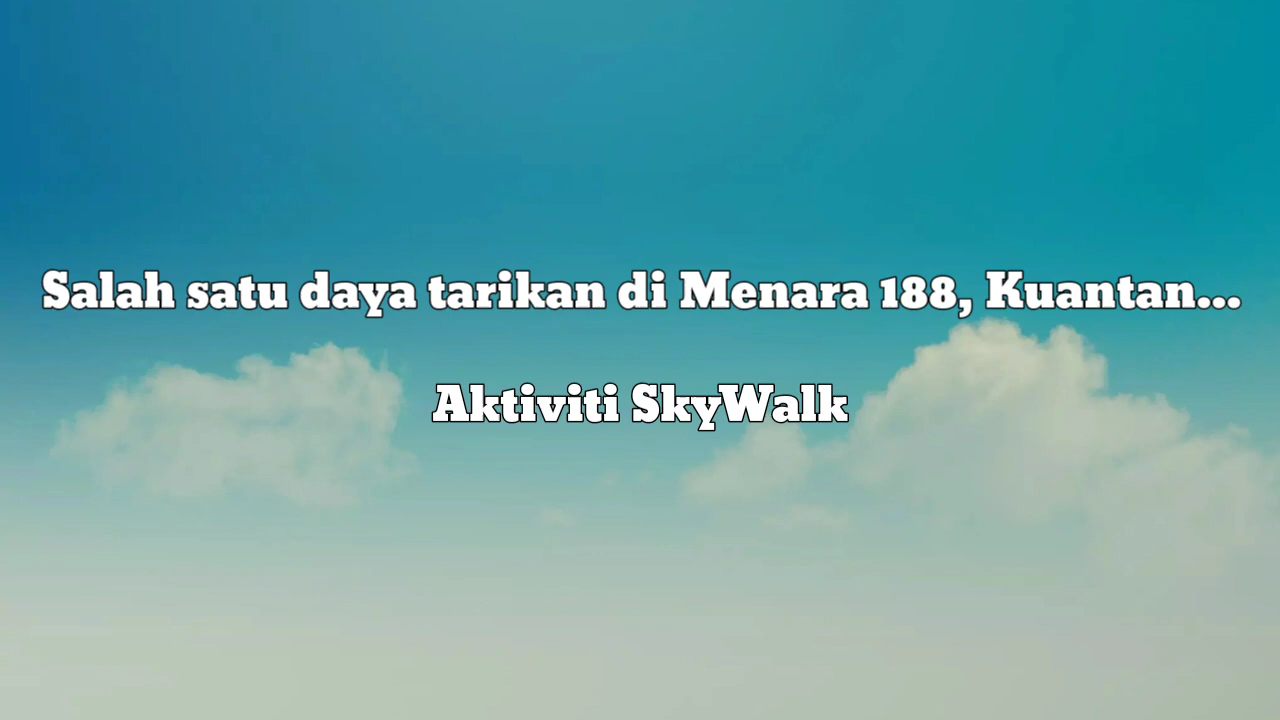 Salah satu daya tarikan di Menara 188, Kuantan...
Aktiviti SkyWalk